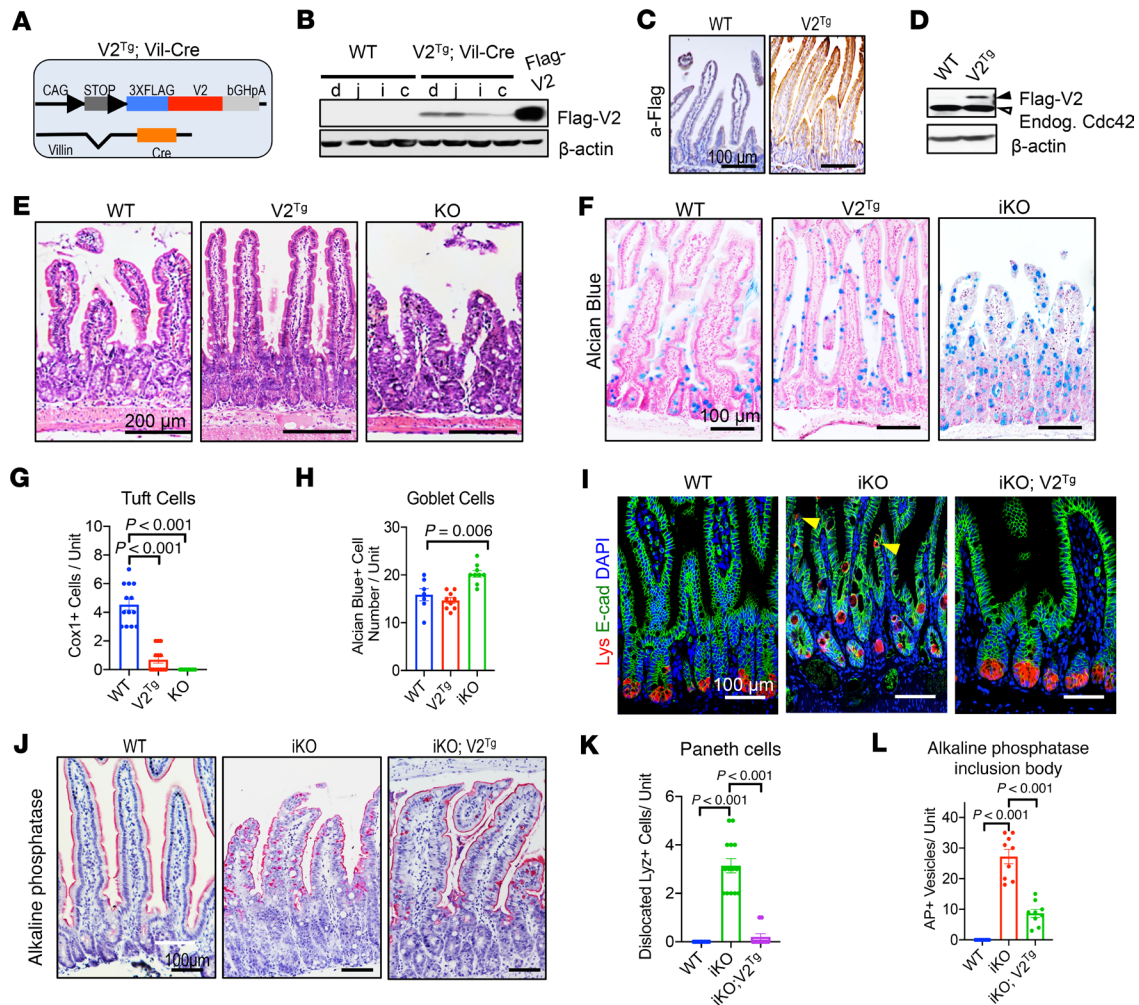 A
V2Tg; Vil-Cre
CAG STOP 3XFLAG V2 bGHpA
Villin Cre
B
WT V2Tg; Vil-Cre Flag-V2
d j i c d j i c
Flag-V2
β-actin
C
WT V2Tg
a-Flag
100 μm
D
WT V2Tg
Flag-V2
Endog. Cdc42
β-actin
E
WT V2Tg KO
200 μm
F
WT V2Tg iKO
Alcian Blue
100 μm
G
Tuft Cells
P < 0.001
P < 0.001
Cox1+ Cells / Unit
10
8
6
4
2
0
WT V2Tg KO
H
Goblet Cells
P = 0.006
Alcian Blue+ Cell
Number / Unit
30
20
10
0
WT V2Tg iKO
I
WT iKO iKO; V2Tg
Lys E-cad DAPI
100 μm
J
WT iKO iKO; V2Tg
Alkaline phosphatase
100μm
K
Paneth cells
P < 0.001
P < 0.001
Dislocated Lyz+ Cells/ Unit
6
4
2
0
WT iKO iKO;V2Tg
L
Alkaline phosphatase
inclusion body
P < 0.001
P < 0.001
AP+ Vesicles/ Unit
40
30
20
10
0
WT iKO iKO; V2Tg